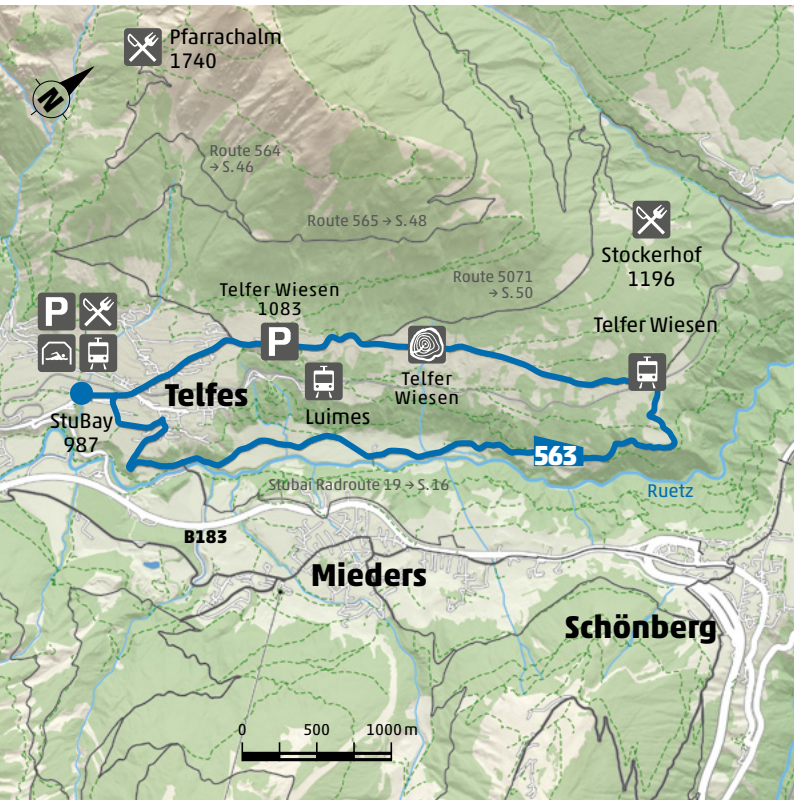 Pfarrachalm
1740
N
Route 564
→ S. 46
Route 565 → S. 48
Stockerhof
1196
Route 5071
→ S. 50
Telfer Wiesen
1083
P
P
Telfer Wiesen
Telfer
Wiesen
Telfes
Luimes
StuBay
987
563
Stubai Radroute 19 → S. 16
Ruetz
B183
Mieders
Schönberg
0 500 1000 m